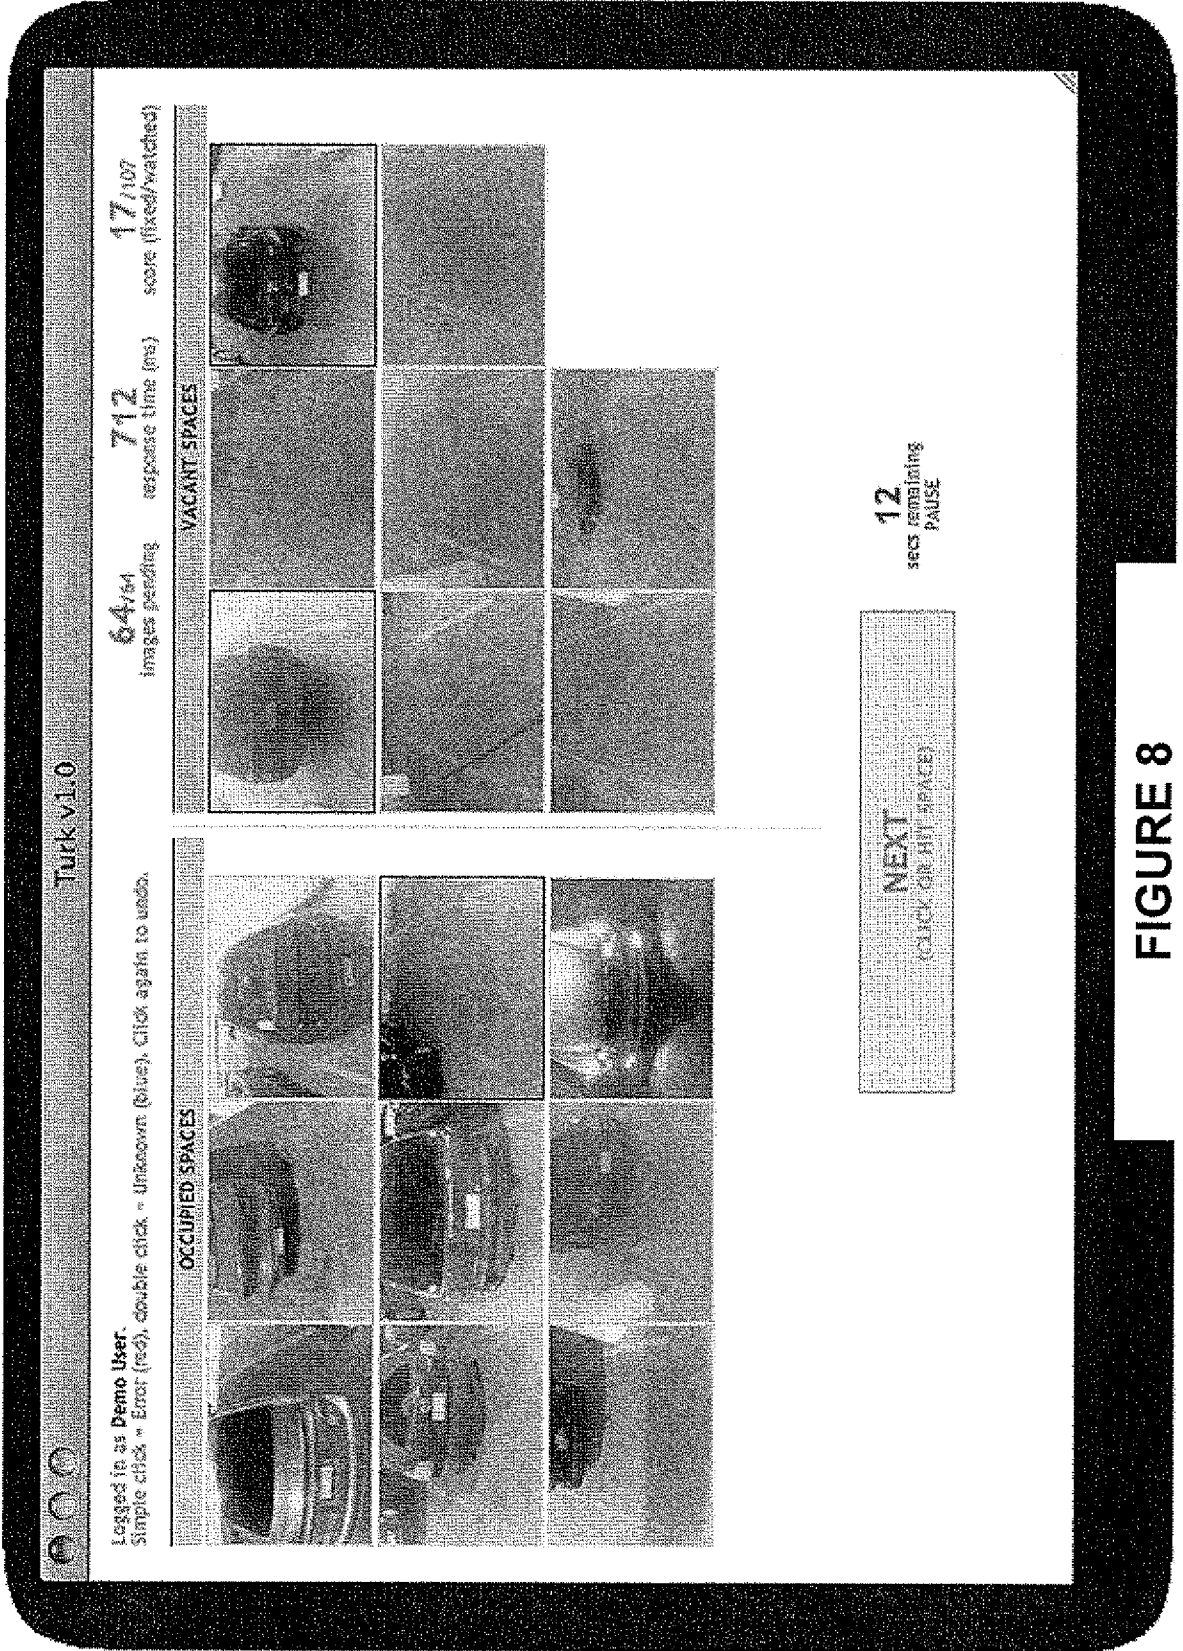 Turk v1.0
Logged in as Demo User.
Simple click = Error (red), double click = Unknown (blue). Click again to undo.
64/64
images pending
712
response time (ms)
17/107
score (fixed/watched)
OCCUPIED SPACES
VACANT SPACES
NEXT
(CLICK OR HIT SPACE)
12
secs remaining
PAUSE
FIGURE 8